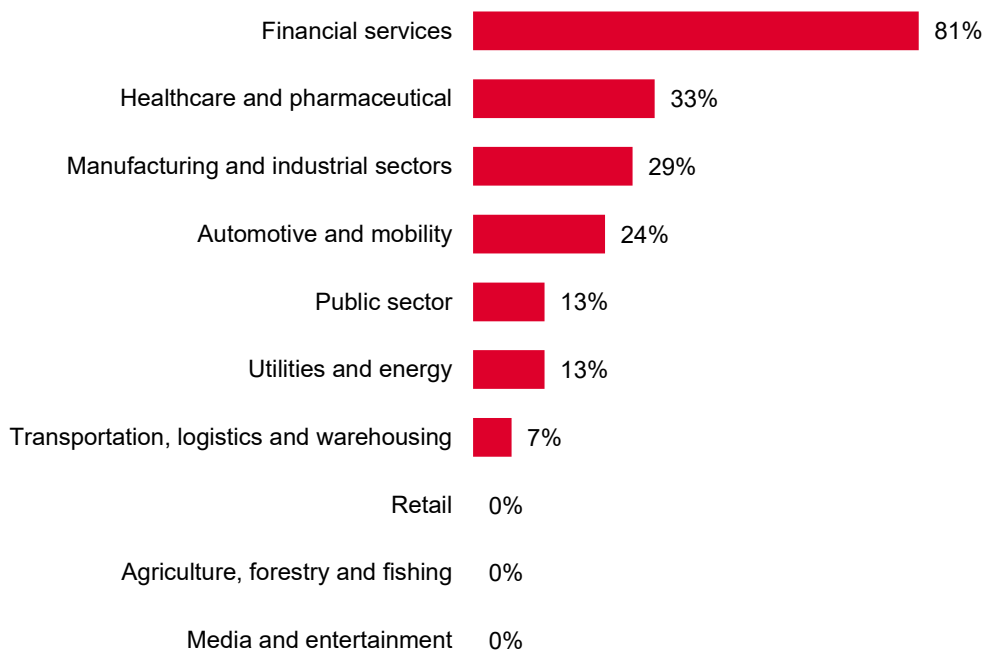 Financial services 81%
Healthcare and pharmaceutical 33%
Manufacturing and industrial sectors 29%
Automotive and mobility 24%
Public sector 13%
Utilities and energy 13%
Transportation, logistics and warehousing 7%
Retail 0%
Agriculture, forestry and fishing 0%
Media and entertainment 0%